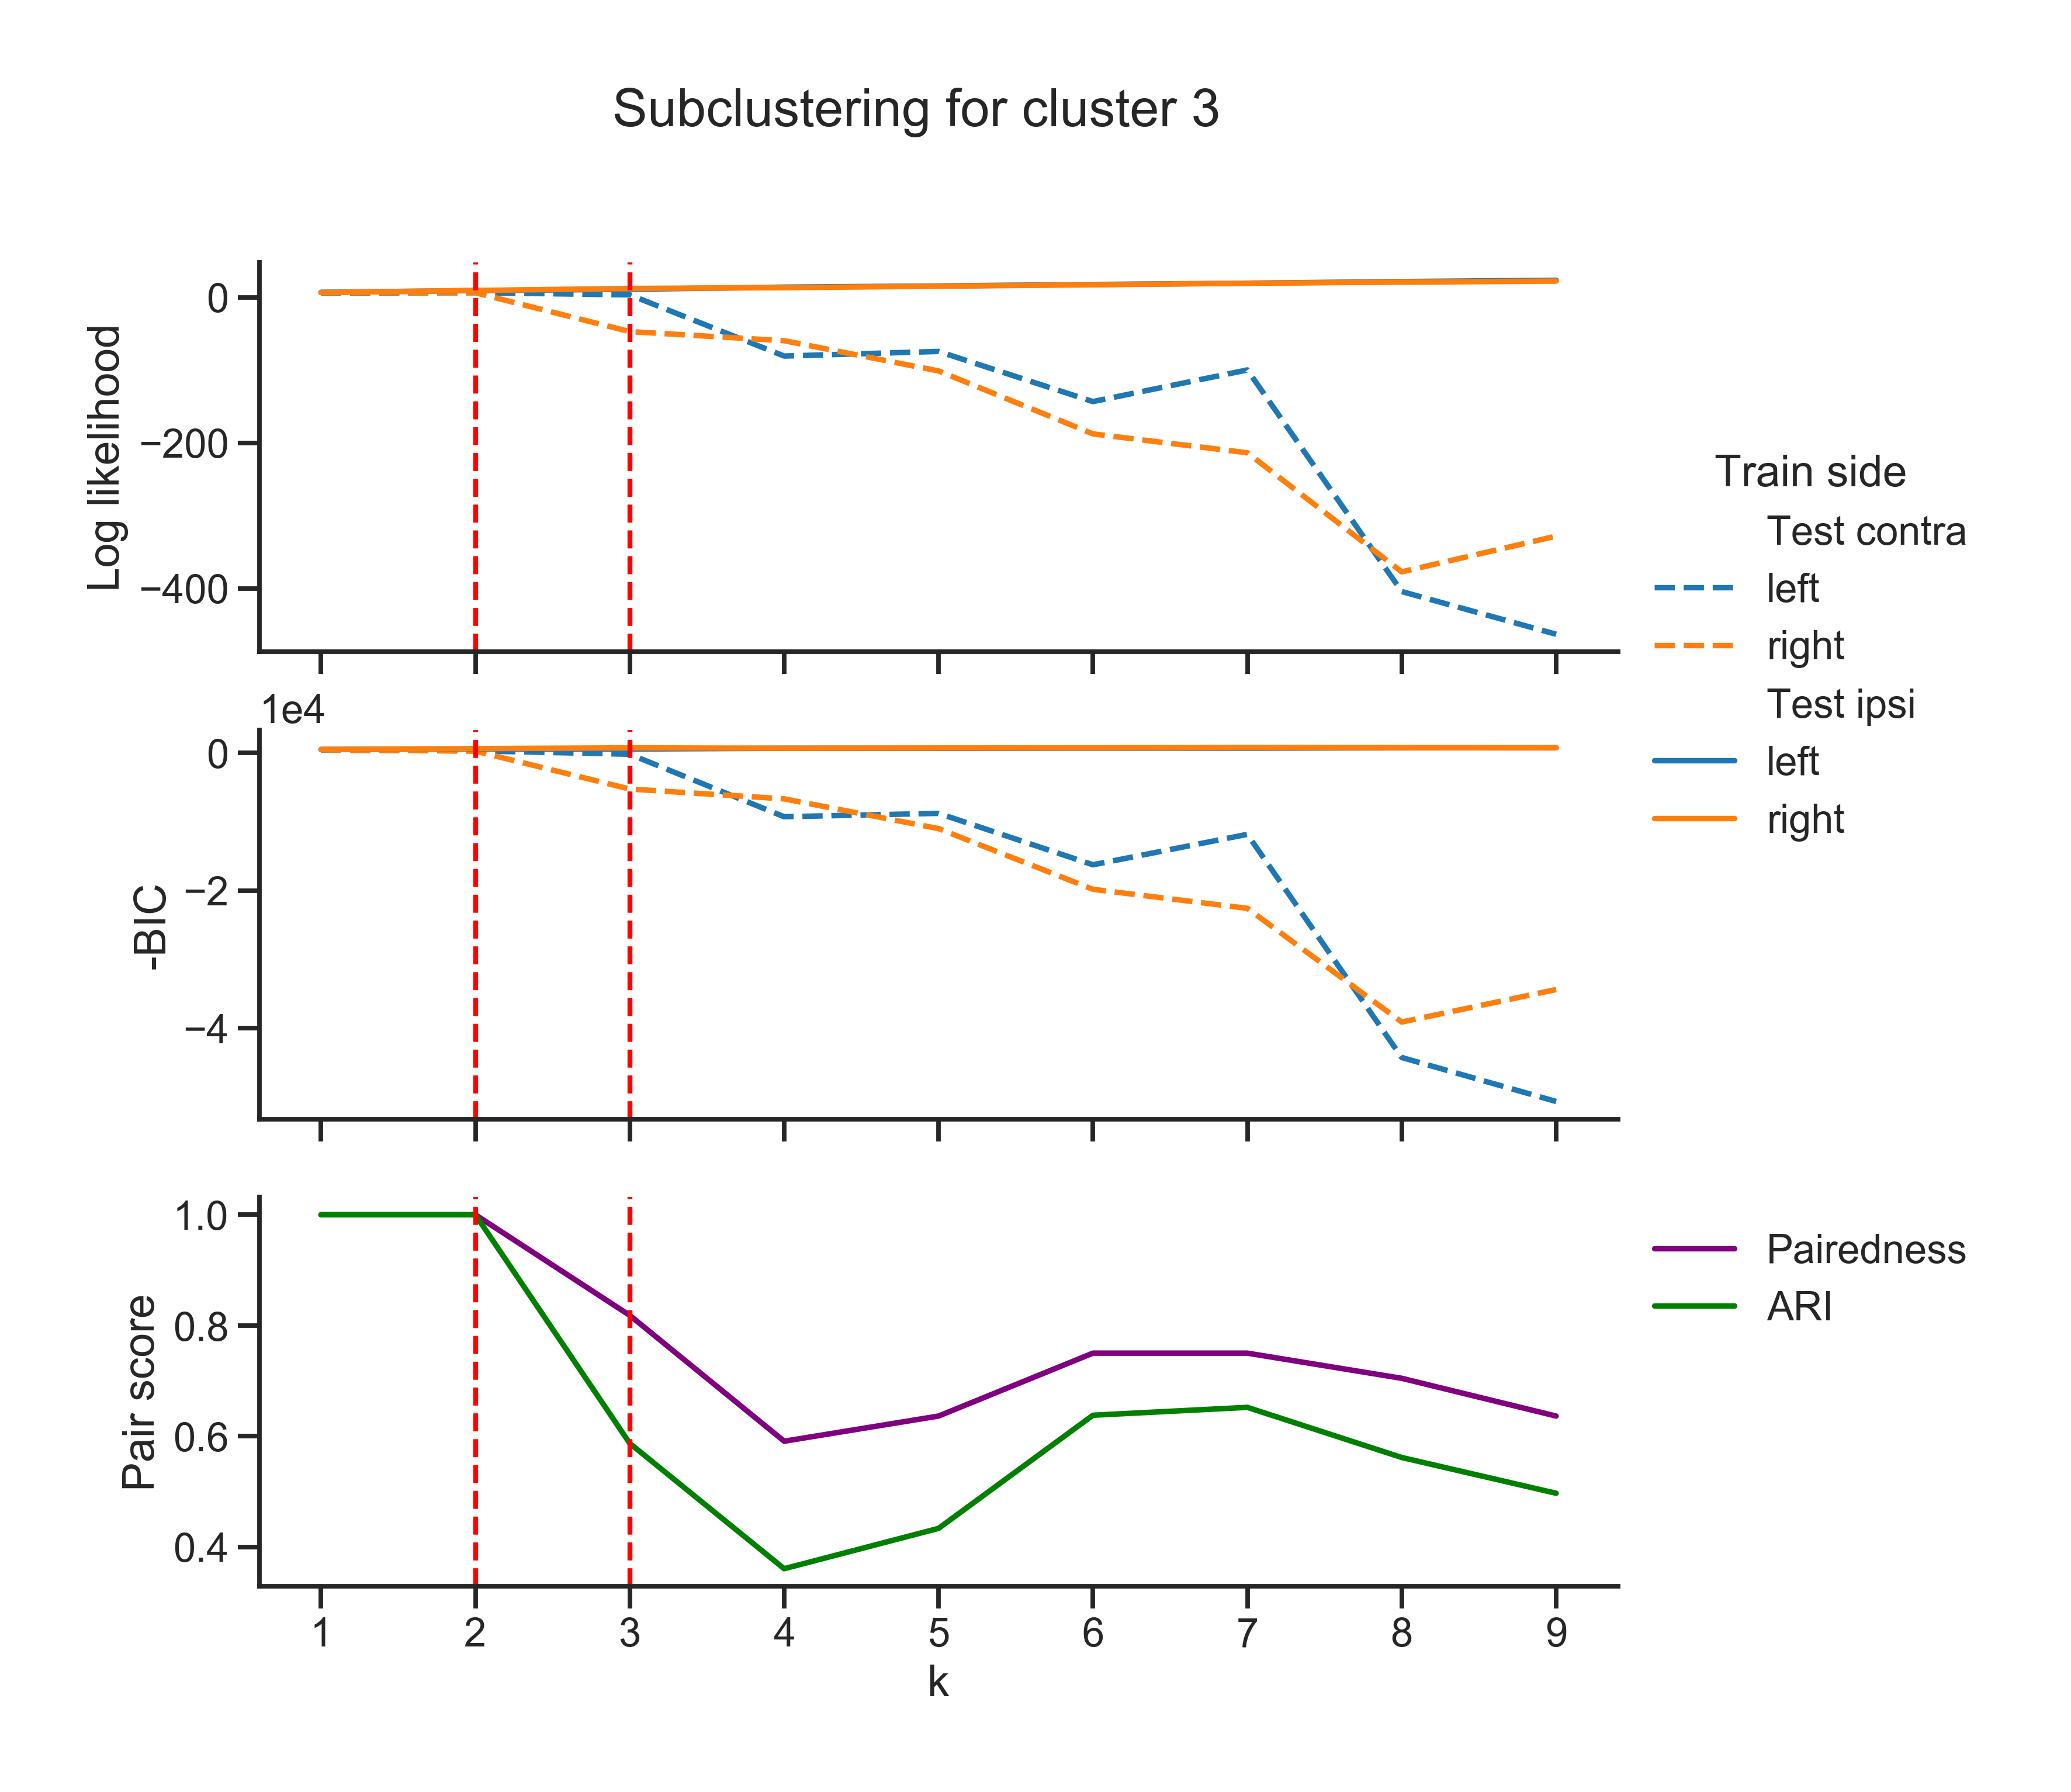 Subclustering for cluster 3
Log likelihood
0
−200
−400
Train side
Test contra
left
right
Test ipsi
left
right
1e4
-BIC
0
−2
−4
Pair score
1.0
0.8
0.6
0.4
Pairedness
ARI
1 2 3 4 5 6 7 8 9
k